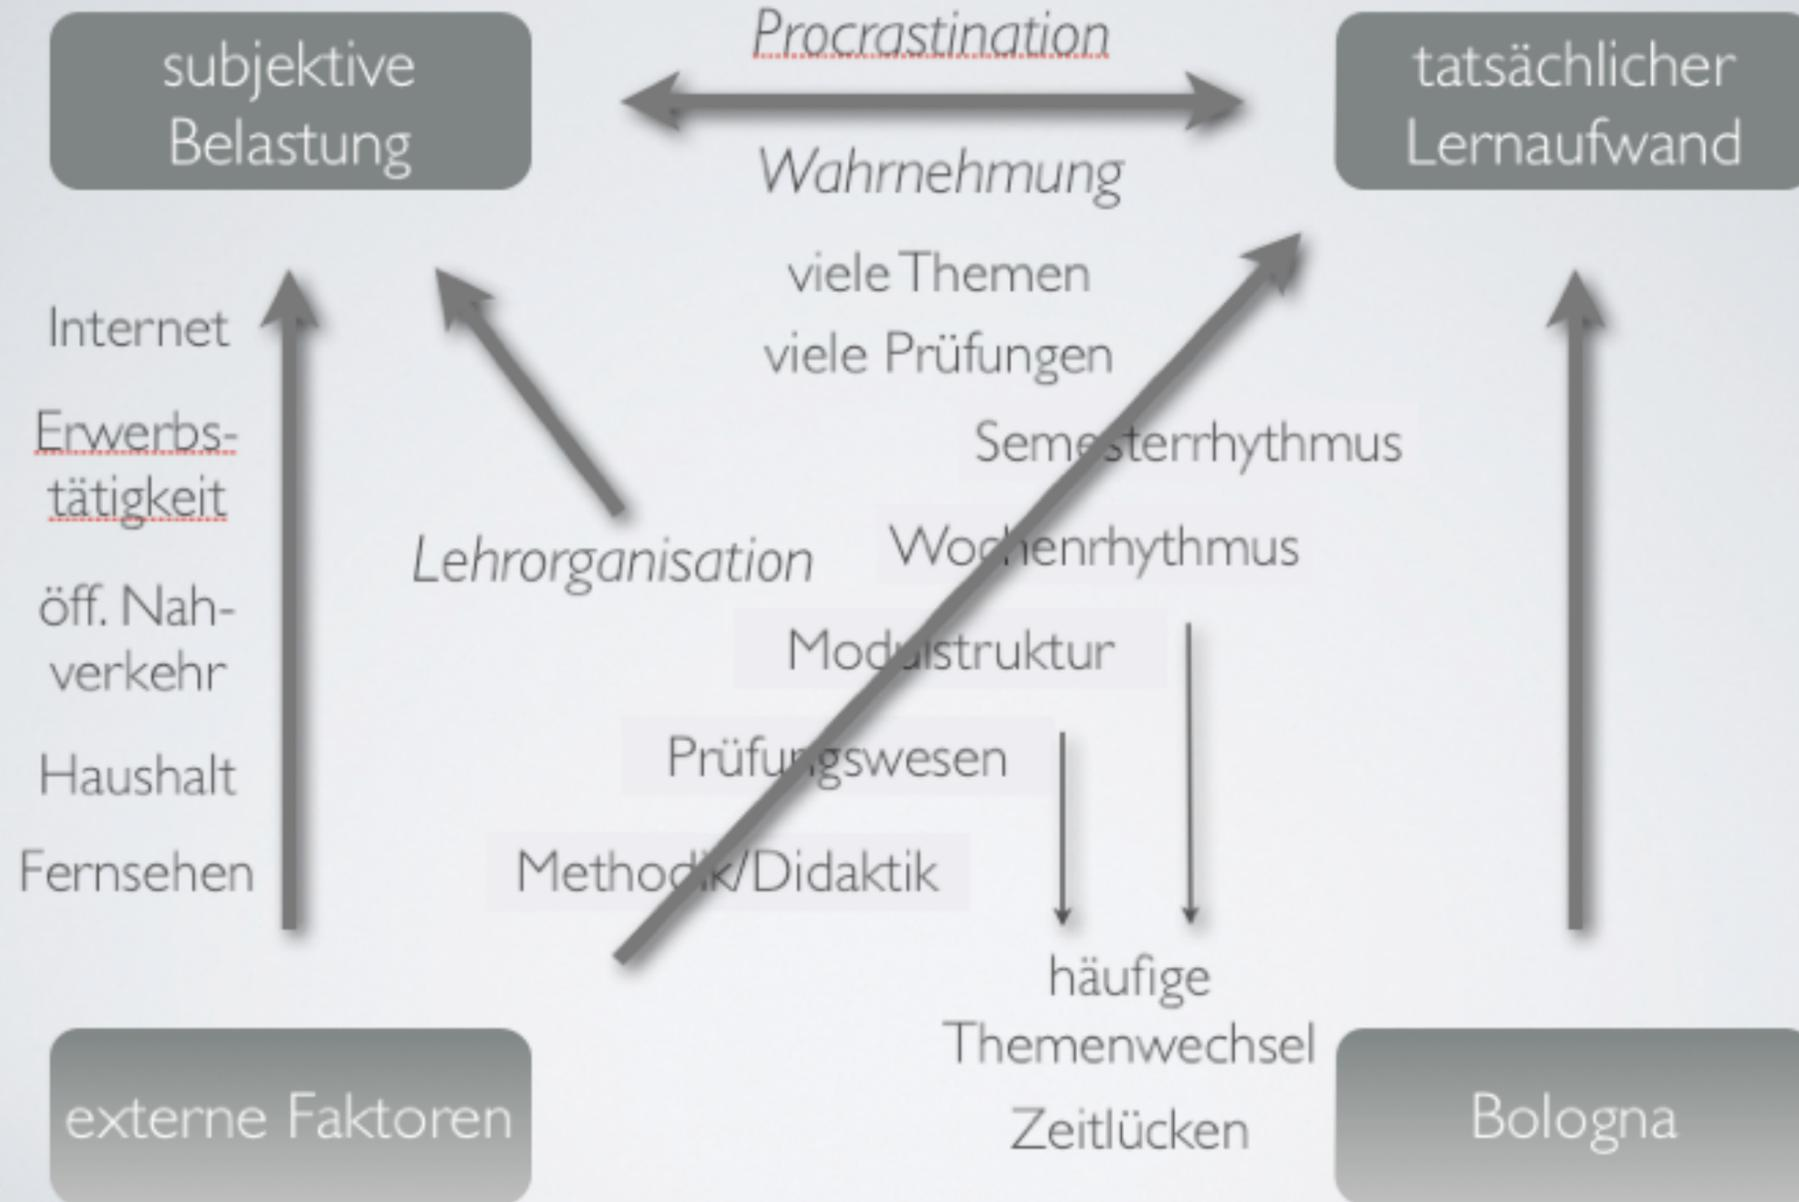 subjektive
Belastung
Procrastination
Wahrnehmung
tatsächlicher
Lernaufwand
viele Themen
viele Prüfungen
Internet
Erwerbs-
tätigkeit
öff. Nah-
verkehr
Haushalt
Fernsehen
Lehrorganisation
Semesterrhythmus
Wochenrhythmus
Modulstruktur
Prüfungswesen
Methodik/Didaktik
häufige
Themenwechsel
Zeitlücken
externe Faktoren
Bologna